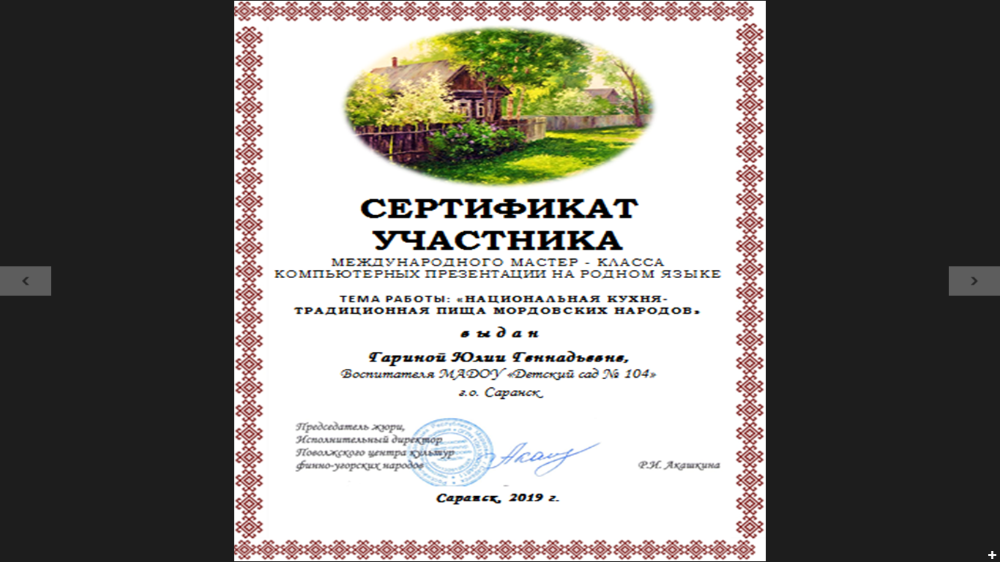 СЕРТИФИКАТ
УЧАСТНИКА
МЕЖДУНАРОДНОГО МАСТЕР - КЛАССА
КОМПЬЮТЕРНЫХ ПРЕЗЕНТАЦИИ НА РОДНОМ ЯЗЫКЕ
ТЕМА РАБОТЫ: «НАЦИОНАЛЬНАЯ КУХНЯ-
ТРАДИЦИОННАЯ ПИЩА МОРДОВСКИХ НАРОДОВ»
выдан
Гариной Юлии Геннадьевне,
Воспитателя МАДОУ «Детский сад № 104»
г.о. Саранск
Председатель жюри,
Исполнительный директор
Поволжского центра культур
финно-угорских народов
Р.Н. Акашкина
Саранск, 2019 г.